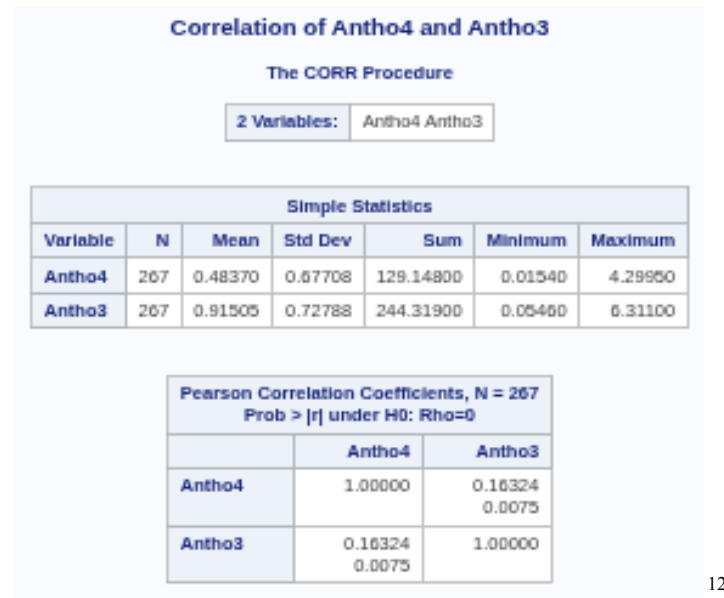 Correlation of Antho4 and Antho3
The CORR Procedure
2 Variables: Antho4 Antho3
Simple Statistics
Variable N Mean Std Dev Sum Minimum Maximum
Antho4 267 0.48370 0.67708 129.14800 0.01540 4.29950
Antho3 267 0.91505 0.72788 244.31900 0.05460 6.31100
Pearson Correlation Coefficients, N = 267
Prob > |r| under H0: Rho=0
Antho4 Antho3
Antho4 1.00000 0.16324
0.0075
Antho3 0.16324 1.00000
0.0075
12